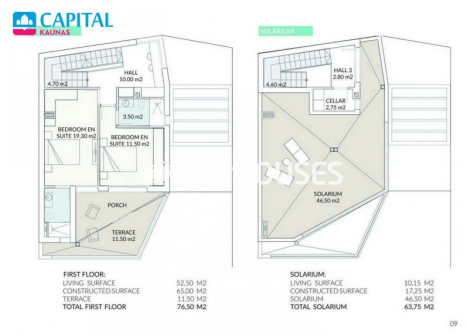 CAPITAL
KAUNAS
SOLARIUM
HALL
10.00 m2
4.70 m2
3.50 m2
BEDROOM EN
SUITE 19.30 m2
BEDROOM EN
SUITE 11.50 m2
PORCH
TERRACE
11.50 m2
HALL 3
2.80 m2
4.60 m2
CELLAR
2.75 m2
SOLARIUM
46,50 m2
HOUSES
FIRST FLOOR:
LIVING SURFACE 52,50 M2
CONSTRUCTED SURFACE 65,00 M2
TERRACE 11,50 M2
TOTAL FIRST FLOOR 76,50 M2
SOLARIUM:
LIVING SURFACE 10,15 M2
CONSTRUCTED SURFACE 17,25 M2
SOLARIUM 46,50 M2
TOTAL SOLARIUM 63,75 M2
09